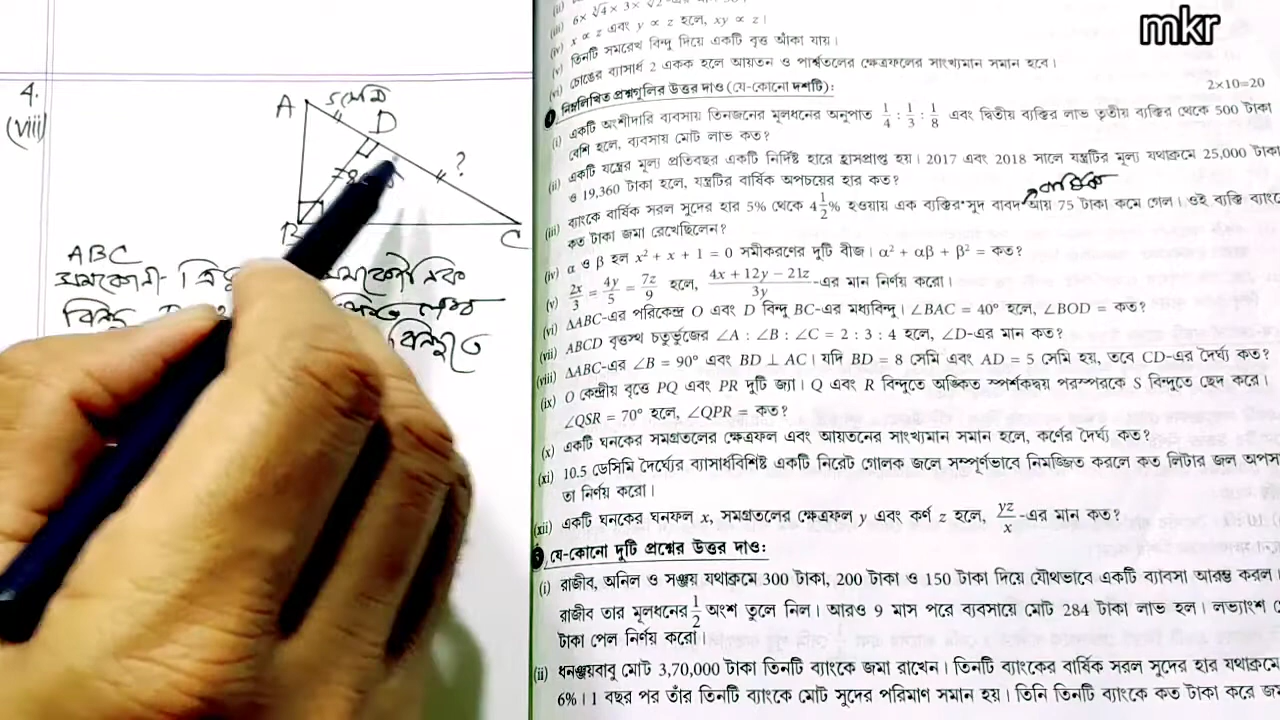 mkr
(ii) 6× ∛4 × 3×
(iv) x ∝ z এবং y ∝ z হলে, xy ∝ z।
(v) তিনটি সমরেখ বিন্দু দিয়ে একটি বৃত্ত আঁকা যায়।
(vi) চোঙের ব্যাসার্ধ 2 একক হলে আয়তন ও পার্শ্বতলের ক্ষেত্রফলের সাংখ্যমান সমান হবে।
নিম্নলিখিত প্রশ্নগুলির উত্তর দাও (যে-কোনো দশটি): 2×10=20
(i) একটি অংশীদারি ব্যবসায় তিনজনের মূলধনের অনুপাত 1/4 : 1/3 : 1/8 এবং দ্বিতীয় ব্যক্তির লাভ তৃতীয় ব্যক্তির থেকে 500 টাকা
বেশি হলে, ব্যবসায় মোট লাভ কত?
(ii) একটি যন্ত্রের মূল্য প্রতিবছর একটি নির্দিষ্ট হারে হ্রাসপ্রাপ্ত হয়। 2017 এবং 2018 সালে যন্ত্রটির মূল্য যথাক্রমে 25,000 টাকা
ও 19,360 টাকা হলে, যন্ত্রটির বার্ষিক অপচয়ের হার কত?
বার্ষিক
(iii) ব্যাংকে বার্ষিক সরল সুদের হার 5% থেকে 4 1/2% হওয়ায় এক ব্যক্তির সুদ বাবদ আয় 75 টাকা কমে গেল। ওই ব্যক্তি ব্যাংকে
কত টাকা জমা রেখেছিলেন?
(iv) α ও β হল x² + x + 1 = 0 সমীকরণের দুটি বীজ। α² + αβ + β² = কত?
(v) 2x/3 = 4y/5 = 7z/9 হলে, (4x + 12y − 21z)/3y -এর মান নির্ণয় করো।
(vi) ΔABC-এর পরিকেন্দ্র O এবং D বিন্দু BC-এর মধ্যবিন্দু। ∠BAC = 40° হলে, ∠BOD = কত?
(vii) ABCD বৃত্তস্থ চতুর্ভুজের ∠A : ∠B : ∠C = 2 : 3 : 4 হলে, ∠D-এর মান কত?
(viii) ΔABC-এর ∠B = 90° এবং BD ⊥ AC। যদি BD = 8 সেমি এবং AD = 5 সেমি হয়, তবে CD-এর দৈর্ঘ্য কত?
(ix) O কেন্দ্রীয় বৃত্তে PQ এবং PR দুটি জ্যা। Q এবং R বিন্দুতে অঙ্কিত স্পর্শকদ্বয় পরস্পরকে S বিন্দুতে ছেদ করে।
∠QSR = 70° হলে, ∠QPR = কত?
(x) একটি ঘনকের সমগ্রতলের ক্ষেত্রফল এবং আয়তনের সাংখ্যমান সমান হলে, কর্ণের দৈর্ঘ্য কত?
(xi) 10.5 ডেসিমি দৈর্ঘ্যের ব্যাসার্ধবিশিষ্ট একটি নিরেট গোলক জলে সম্পূর্ণভাবে নিমজ্জিত করলে কত লিটার জল অপসা
তা নির্ণয় করো।
(xii) একটি ঘনকের ঘনফল x, সমগ্রতলের ক্ষেত্রফল y এবং কর্ণ z হলে, yz/x -এর মান কত?
যে-কোনো দুটি প্রশ্নের উত্তর দাও:
(i) রাজীব, অনিল ও সঞ্জয় যথাক্রমে 300 টাকা, 200 টাকা ও 150 টাকা দিয়ে যৌথভাবে একটি ব্যাবসা আরম্ভ করল।
রাজীব তার মূলধনের 1/2 অংশ তুলে নিল। আরও 9 মাস পরে ব্যবসায়ে মোট 284 টাকা লাভ হল। লভ্যাংশ
টাকা পেল নির্ণয় করো।
(ii) ধনঞ্জয়বাবু মোট 3,70,000 টাকা তিনটি ব্যাংকে জমা রাখেন। তিনটি ব্যাংকের বার্ষিক সরল সুদের হার যথাক্রমে
6%। 1 বছর পর তাঁর তিনটি ব্যাংকে মোট সুদের পরিমাণ সমান হয়। তিনি তিনটি ব্যাংকে কত টাকা করে জম
4.
(viii)
A 5সেমি
D
?
B C
ABC
সমকোণী সমকৌণিক
বিন্দু লম্ব
বিন্দুতে